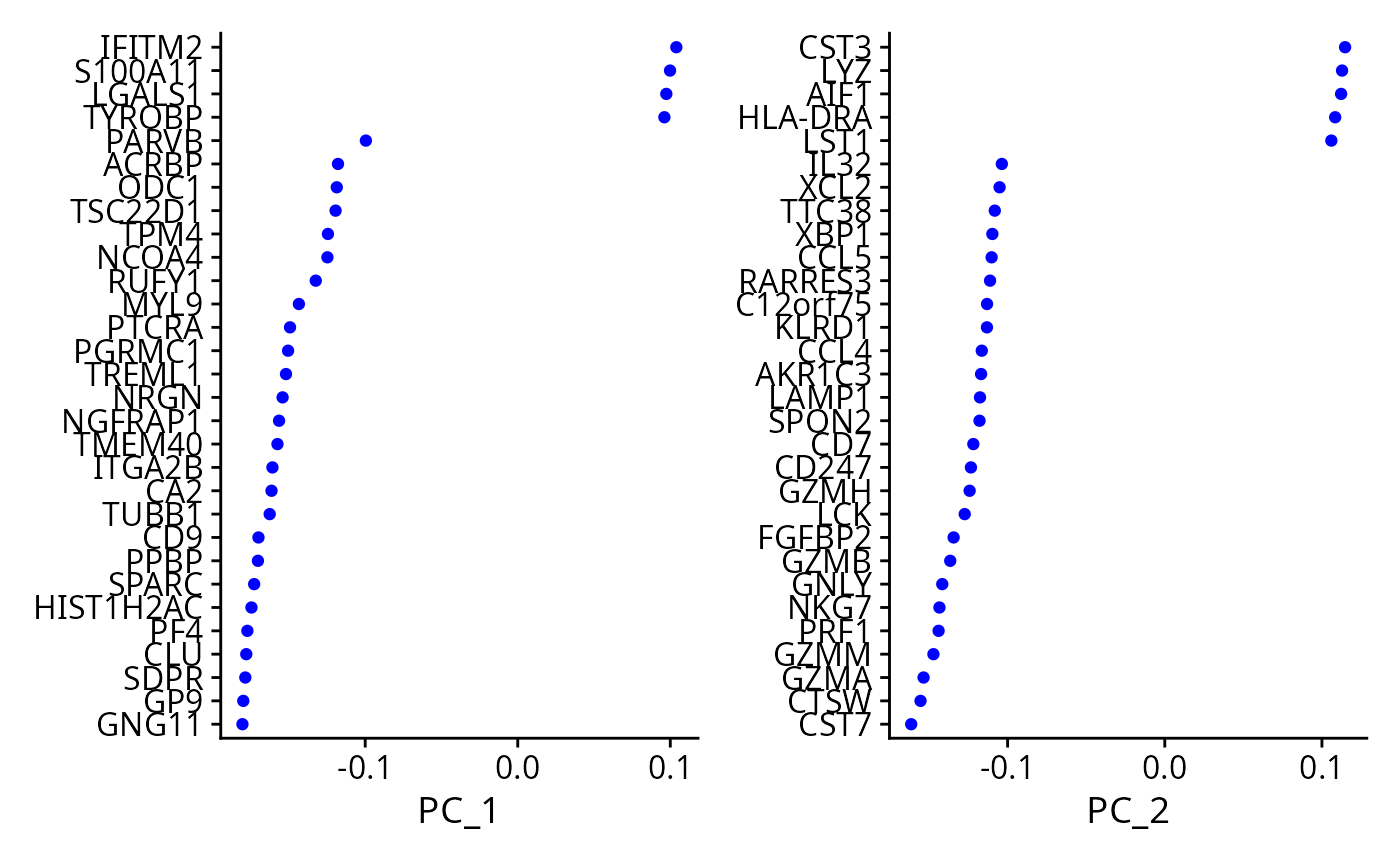 IFITM2
S100A11
LGALS1
TYROBP
PARVB
ACRBP
ODC1
TSC22D1
TPM4
NCOA4
RUFY1
MYL9
PTCRA
PGRMC1
TREML1
NRGN
NGFRAP1
TMEM40
ITGA2B
CA2
TUBB1
CD9
PPBP
SPARC
HIST1H2AC
PF4
CLU
SDPR
GP9
GNG11
-0.1 0.0 0.1
PC_1
CST3
LYZ
AIF1
HLA-DRA
LST1
IL32
XCL2
TTC38
XBP1
CCL5
RARRES3
C12orf75
KLRD1
CCL4
AKR1C3
LAMP1
SPON2
CD7
CD247
GZMH
LCK
FGFBP2
GZMB
GNLY
NKG7
PRF1
GZMM
GZMA
CTSW
CST7
-0.1 0.0 0.1
PC_2